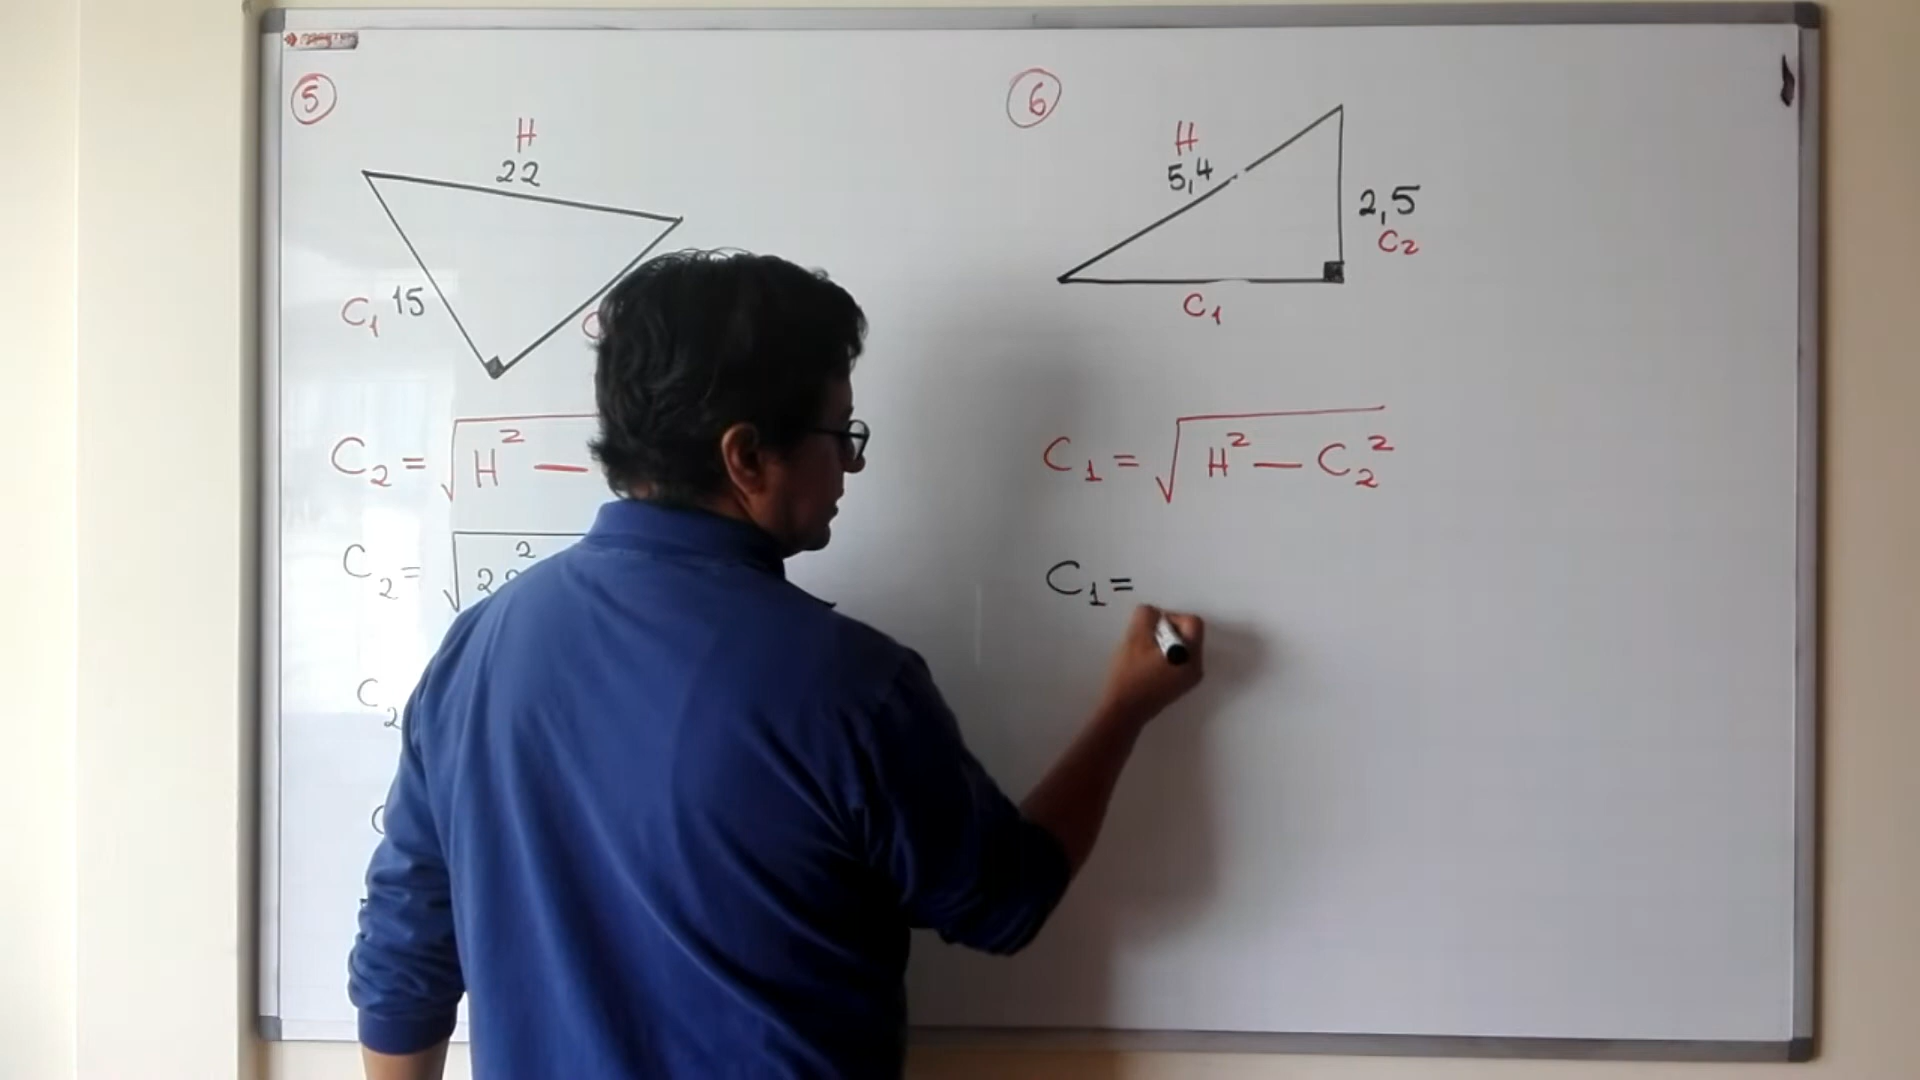 5
H
22
C₁ 15
C₂ = √H² −
C₂ = √
C₂
6
H
5,4
2,5
C₂
C₁
C₁ = √H² − C₂²
C₁ =